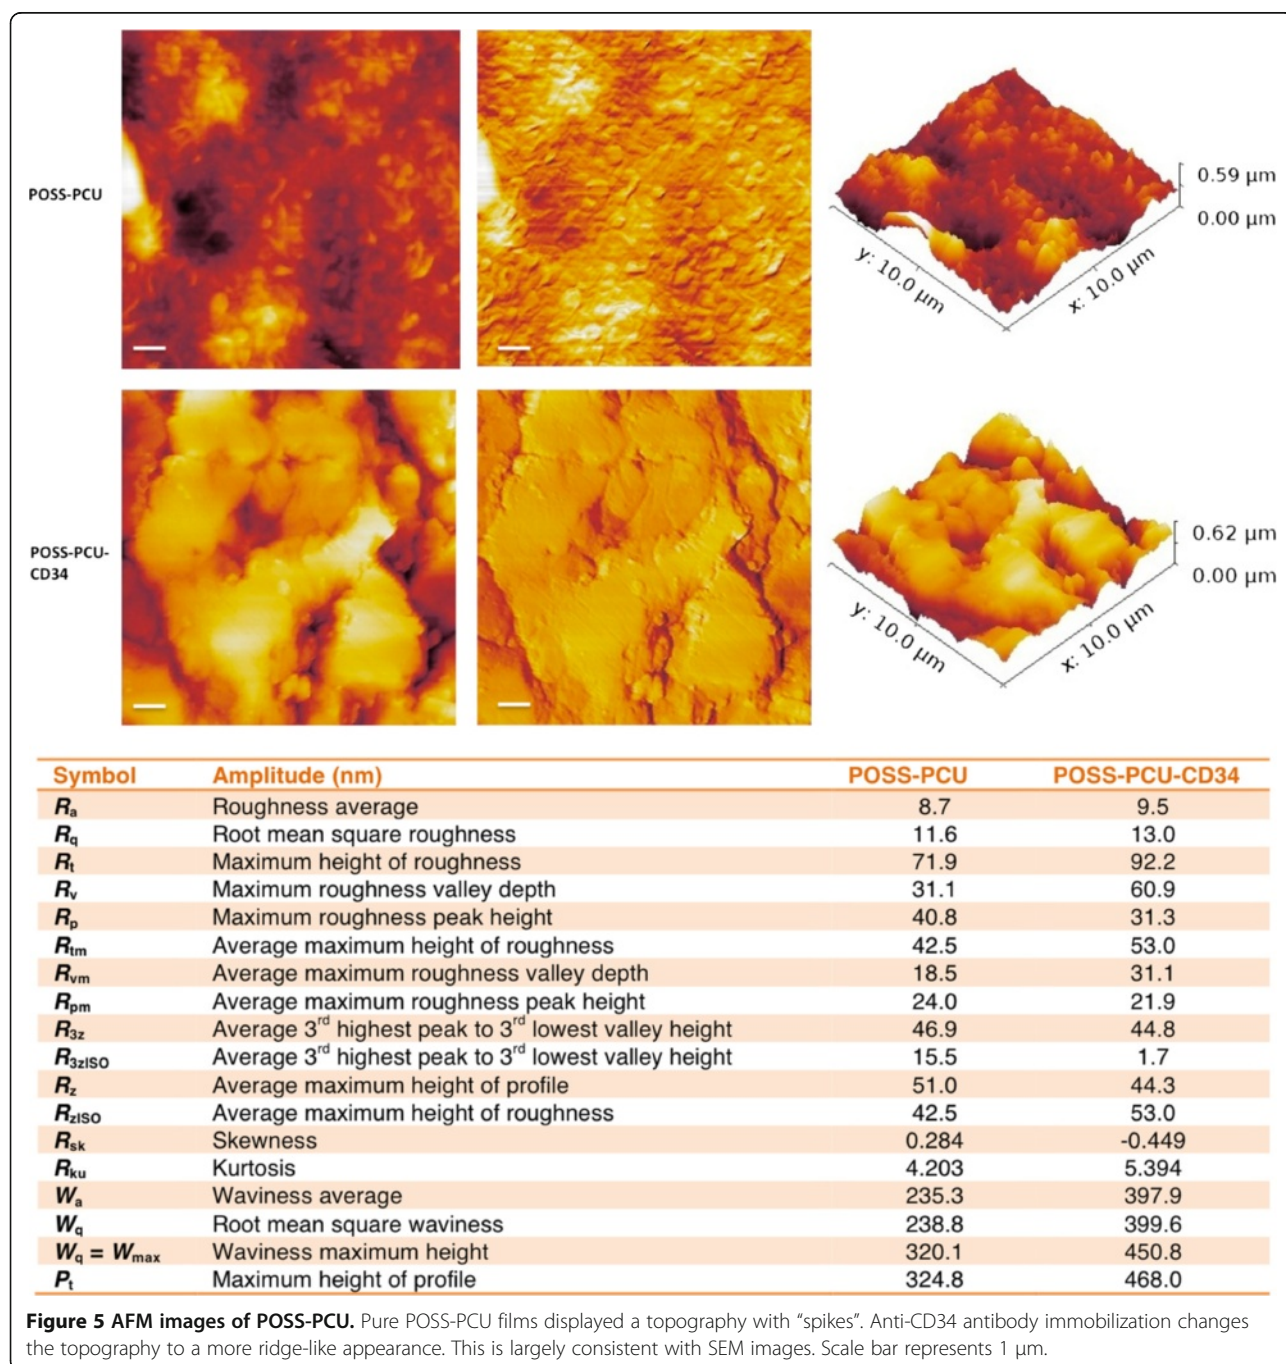 POSS-PCU
0.59 µm
0.00 µm
y: 10.0 µm
x: 10.0 µm
POSS-PCU-
CD34
0.62 µm
0.00 µm
y: 10.0 µm
x: 10.0 µm
Symbol Amplitude (nm) POSS-PCU POSS-PCU-CD34
Ra Roughness average 8.7 9.5
Rq Root mean square roughness 11.6 13.0
Rt Maximum height of roughness 71.9 92.2
Rv Maximum roughness valley depth 31.1 60.9
Rp Maximum roughness peak height 40.8 31.3
Rtm Average maximum height of roughness 42.5 53.0
Rvm Average maximum roughness valley depth 18.5 31.1
Rpm Average maximum roughness peak height 24.0 21.9
R3z Average 3rd highest peak to 3rd lowest valley height 46.9 44.8
R3zISO Average 3rd highest peak to 3rd lowest valley height 15.5 1.7
Rz Average maximum height of profile 51.0 44.3
RzISO Average maximum height of roughness 42.5 53.0
Rsk Skewness 0.284 -0.449
Rku Kurtosis 4.203 5.394
Wa Waviness average 235.3 397.9
Wq Root mean square waviness 238.8 399.6
Wq = Wmax Waviness maximum height 320.1 450.8
Pt Maximum height of profile 324.8 468.0
Figure 5 AFM images of POSS-PCU. Pure POSS-PCU films displayed a topography with “spikes”. Anti-CD34 antibody immobilization changes
the topography to a more ridge-like appearance. This is largely consistent with SEM images. Scale bar represents 1 µm.